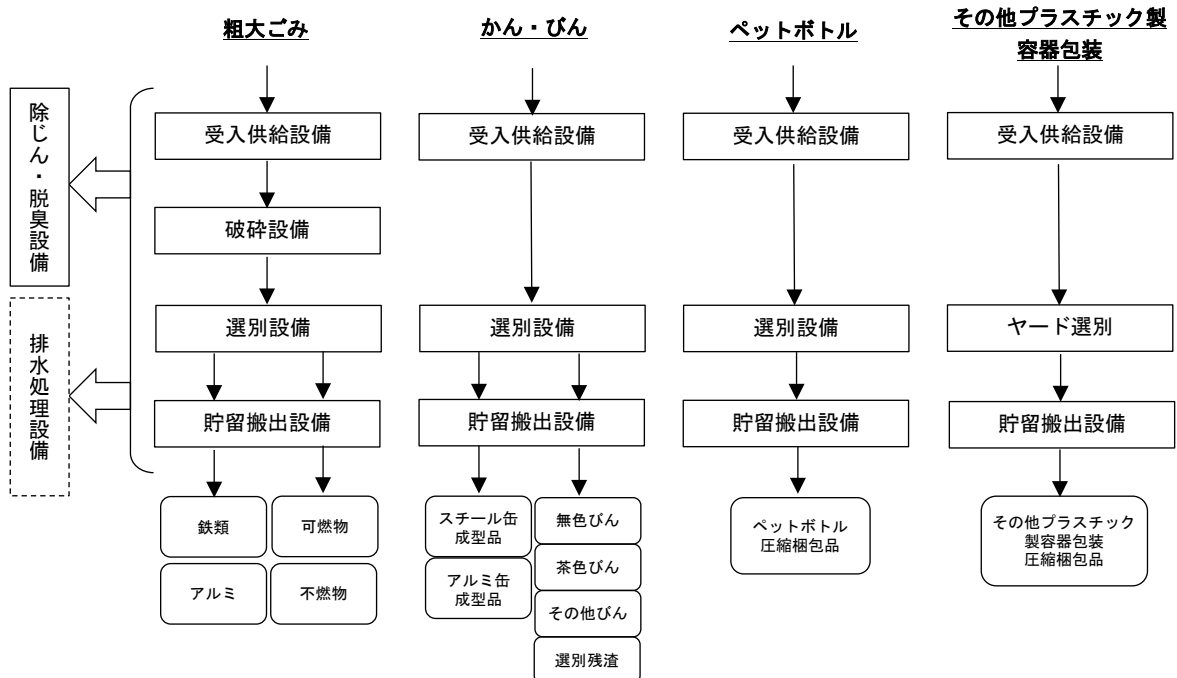 粗大ごみ
かん・びん
ペットボトル
その他プラスチック製
容器包装
除じん・脱臭設備
排水処理設備
受入供給設備
破砕設備
選別設備
貯留搬出設備
鉄類
可燃物
アルミ
不燃物
受入供給設備
選別設備
貯留搬出設備
スチール缶
成型品
アルミ缶
成型品
無色びん
茶色びん
その他びん
選別残渣
受入供給設備
選別設備
貯留搬出設備
ペットボトル
圧縮梱包品
受入供給設備
ヤード選別
貯留搬出設備
その他プラスチック
製容器包装
圧縮梱包品